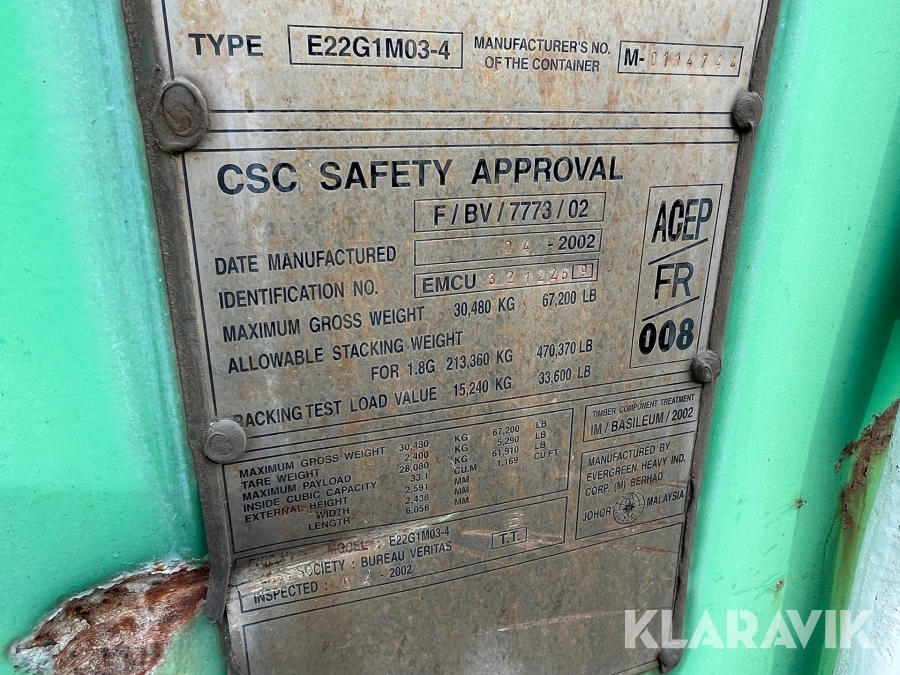 TYPE E22G1M03-4 MANUFACTURER'S NO. OF THE CONTAINER M-0114744
CSC SAFETY APPROVAL
F/BV/7773/02
DATE MANUFACTURED 04 - 2002
IDENTIFICATION NO. EMCU 321225 9
MAXIMUM GROSS WEIGHT 30,480 KG 67,200 LB
ALLOWABLE STACKING WEIGHT
FOR 1.8G 213,360 KG 470,370 LB
RACKING TEST LOAD VALUE 15,240 KG 33,600 LB
ACEP
FR
008
MAXIMUM GROSS WEIGHT 30,480 KG 67,200 LB
TARE WEIGHT 2,400 KG 5,290 LB
MAXIMUM PAYLOAD 28,080 KG 61,910 LB
INSIDE CUBIC CAPACITY 33.1 CU.M 1,169 CU FT
EXTERNAL HEIGHT 2,591 MM
WIDTH 2,438 MM
LENGTH 6,058 MM
TIMBER COMPONENT TREATMENT
IM/BASILEUM/2002
MANUFACTURED BY
EVERGREEN HEAVY IND.
CORP. (M) BERHAD
JOHOR MALAYSIA
MODEL : E22G1M03-4
SOCIETY : BUREAU VERITAS T.T.
INSPECTED : 04 - 2002
KLARAVIK